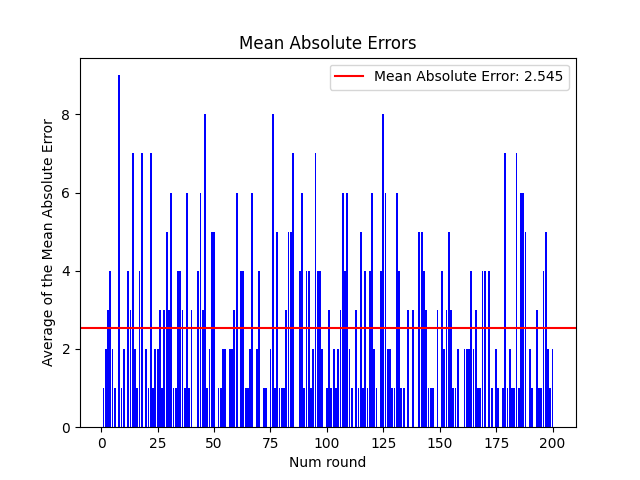 Mean Absolute Errors
Mean Absolute Error: 2.545
Average of the Mean Absolute Error
8
6
4
2
0
0 25 50 75 100 125 150 175 200
Num round